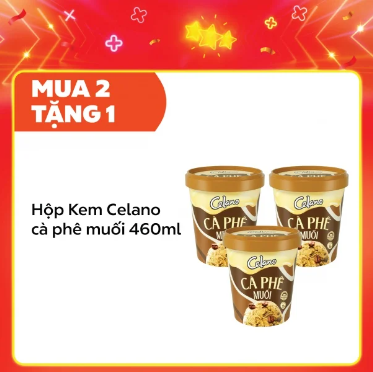 MUA 2
TẶNG 1
Hộp Kem Celano
cà phê muối 460ml
Celano
CÀ PHÊ
MUỐI
Celano
CÀ PHÊ
MUỐI
Celano
CÀ PHÊ
MUỐI